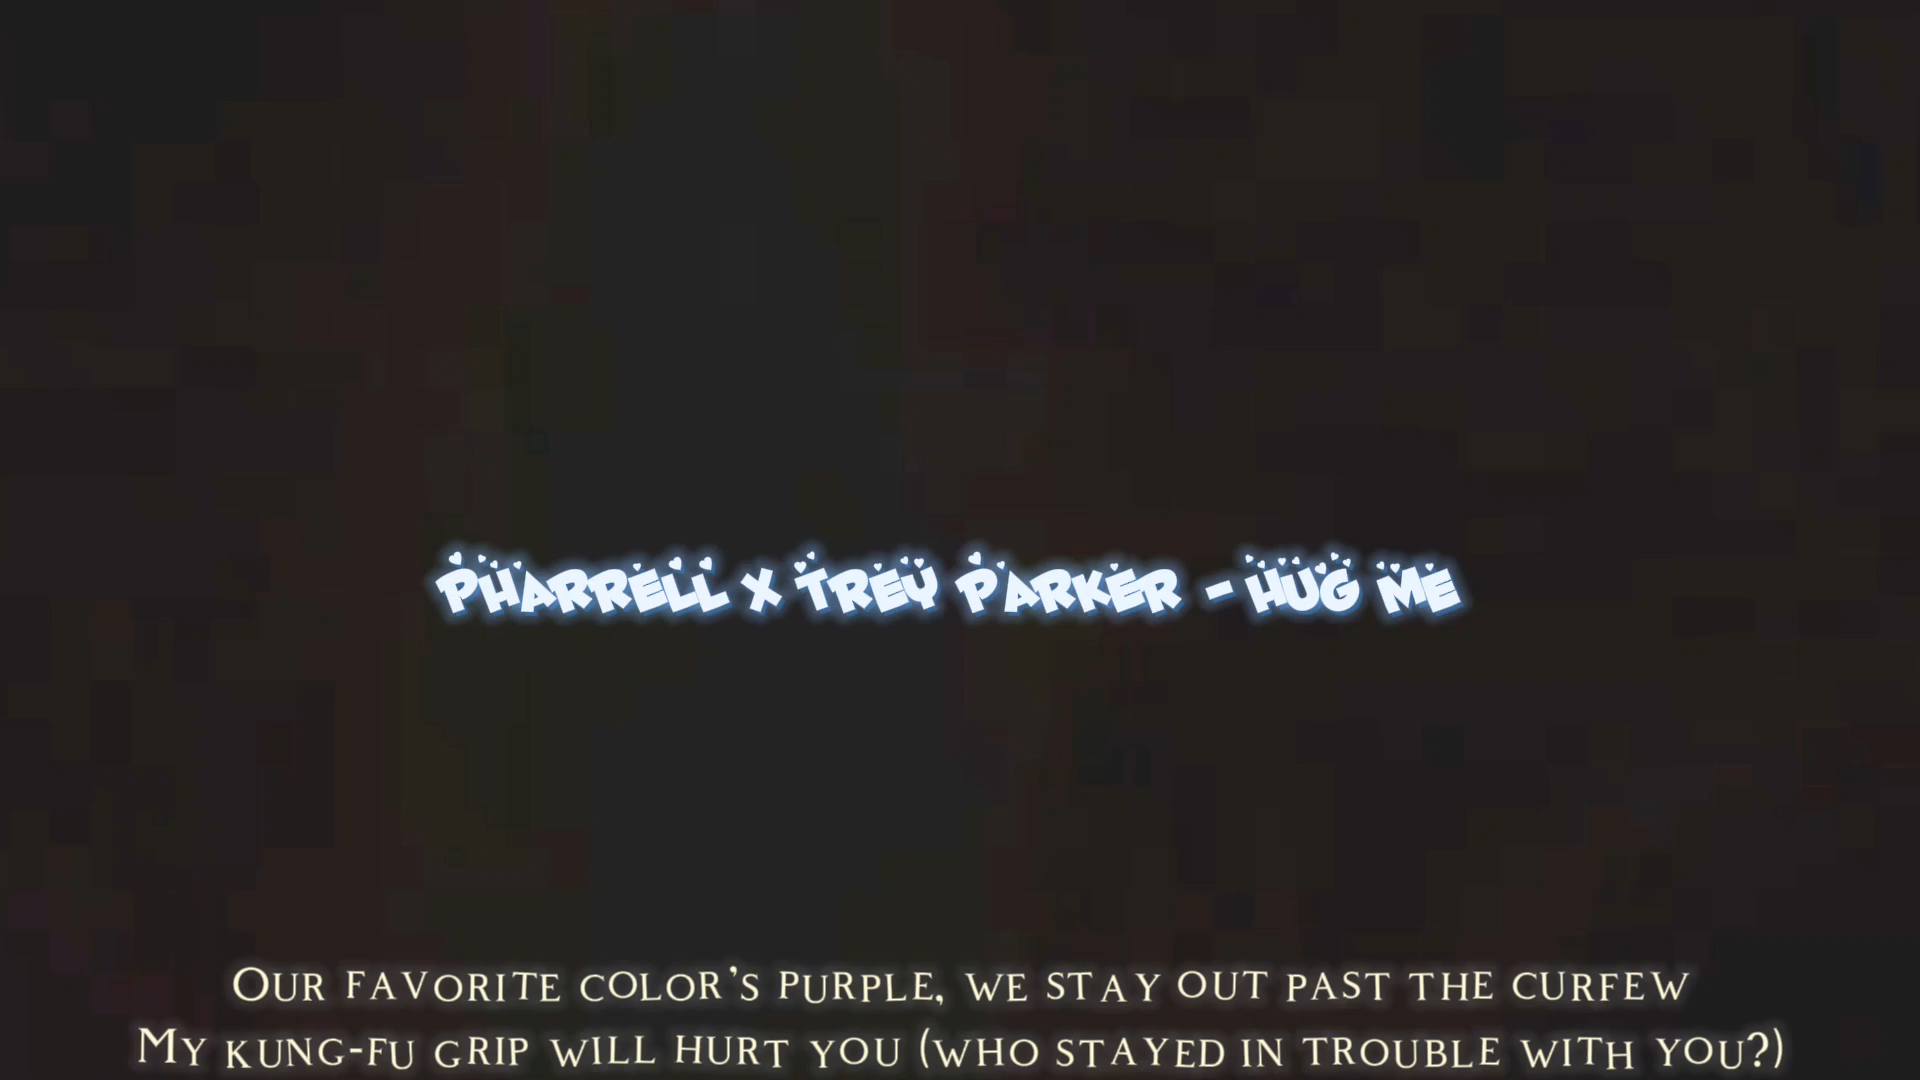 PHARRELL X TREY PARKER - HUG ME
OUR FAVORITE COLOR'S PURPLE, WE STAY OUT PAST THE CURFEW
MY KUNG-FU GRIP WILL HURT YOU (WHO STAYED IN TROUBLE WITH YOU?)